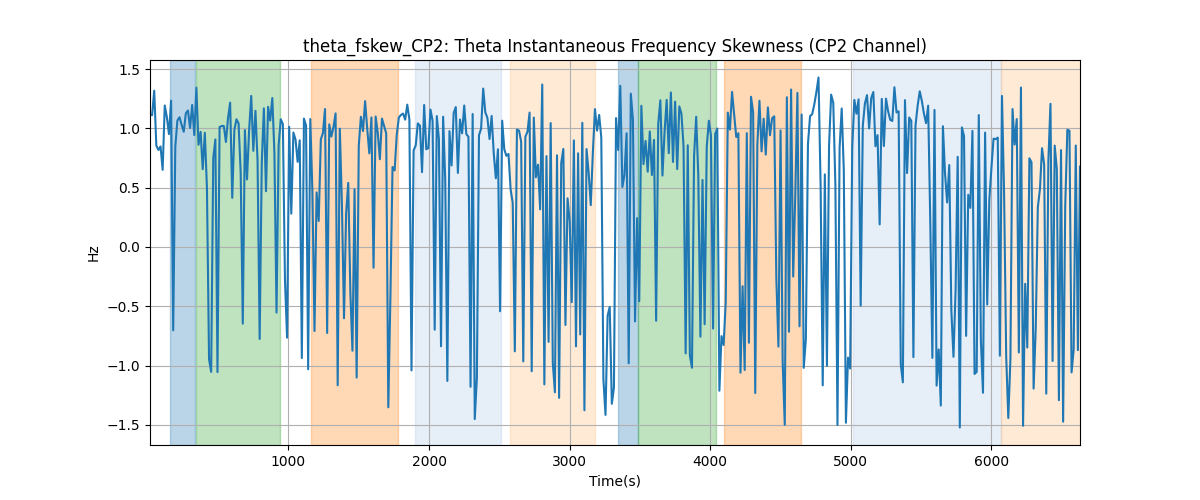 theta_fskew_CP2: Theta Instantaneous Frequency Skewness (CP2 Channel)
1.5
1.0
0.5
0.0
−0.5
−1.0
−1.5
Hz
1000 2000 3000 4000 5000 6000
Time(s)